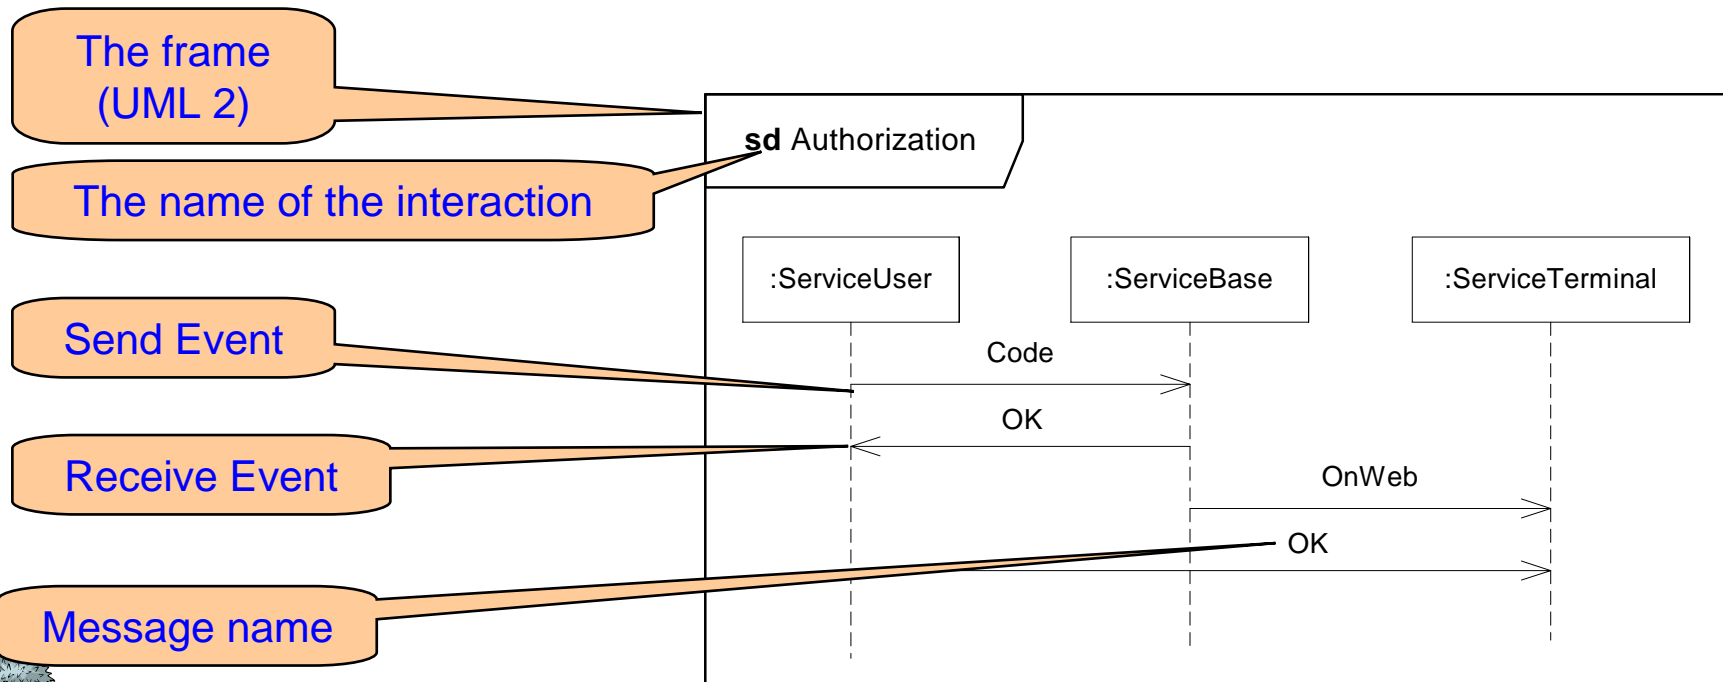 The frame
(UML 2)
sd Authorization
The name of the interaction
:ServiceUser
:ServiceBase
:ServiceTerminal
Send Event
Code
OK
Receive Event
OnWeb
OK
Message name